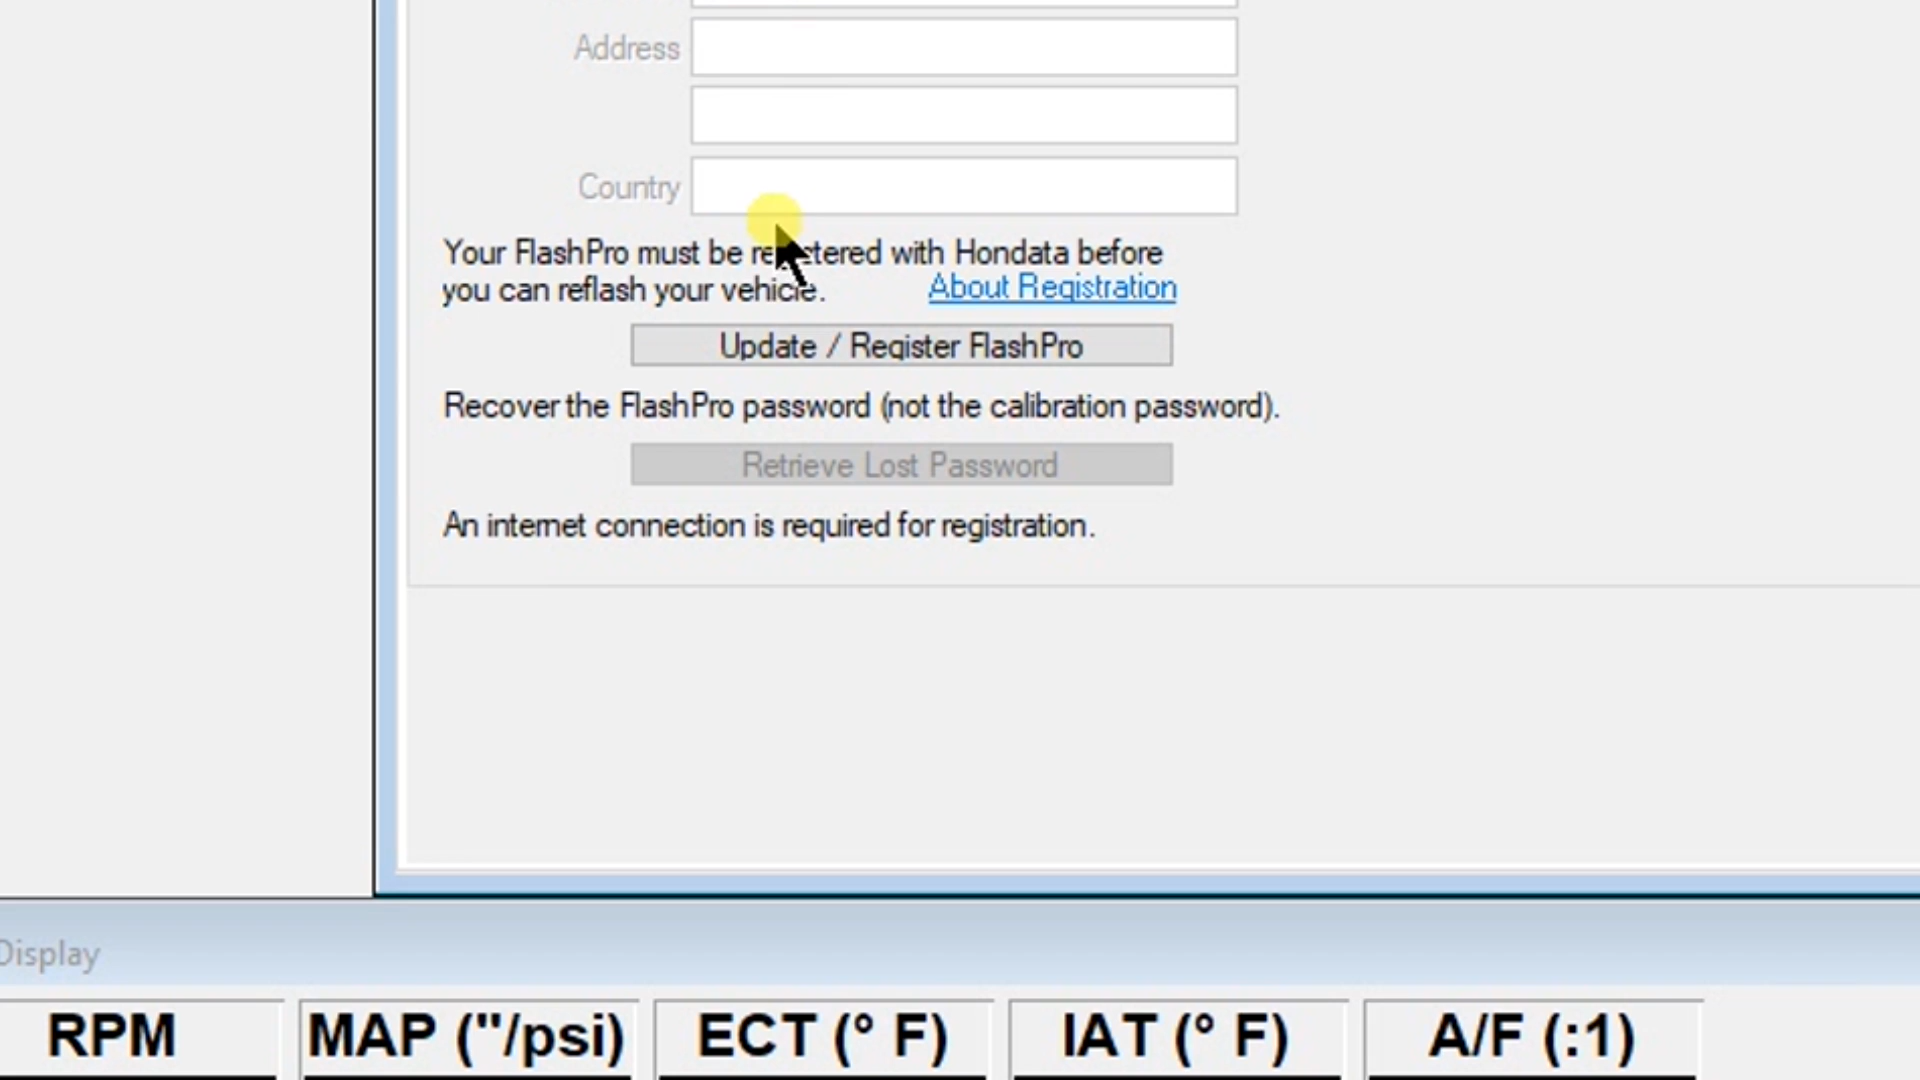 Address
Country
Your FlashPro must be registered with Hondata before
you can reflash your vehicle. About Registration
Update / Register FlashPro
Recover the FlashPro password (not the calibration password).
Retrieve Lost Password
An internet connection is required for registration.
Display
RPM MAP ("/psi) ECT (° F) IAT (° F) A/F (:1)